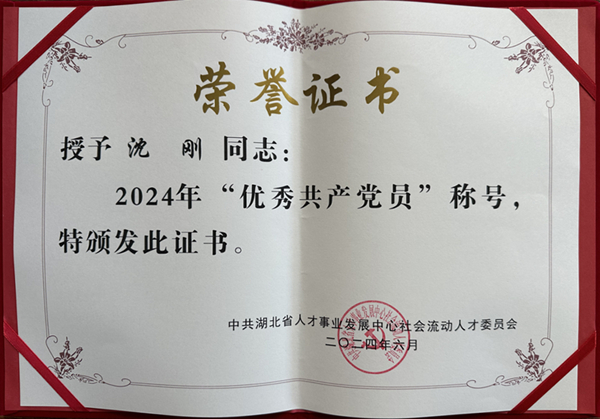 荣誉证书
授予 沈 刚 同志：
2024年“优秀共产党员”称号，
特颁发此证书。
中共湖北省人才事业发展中心社会流动人才委员会
二〇二四年六月